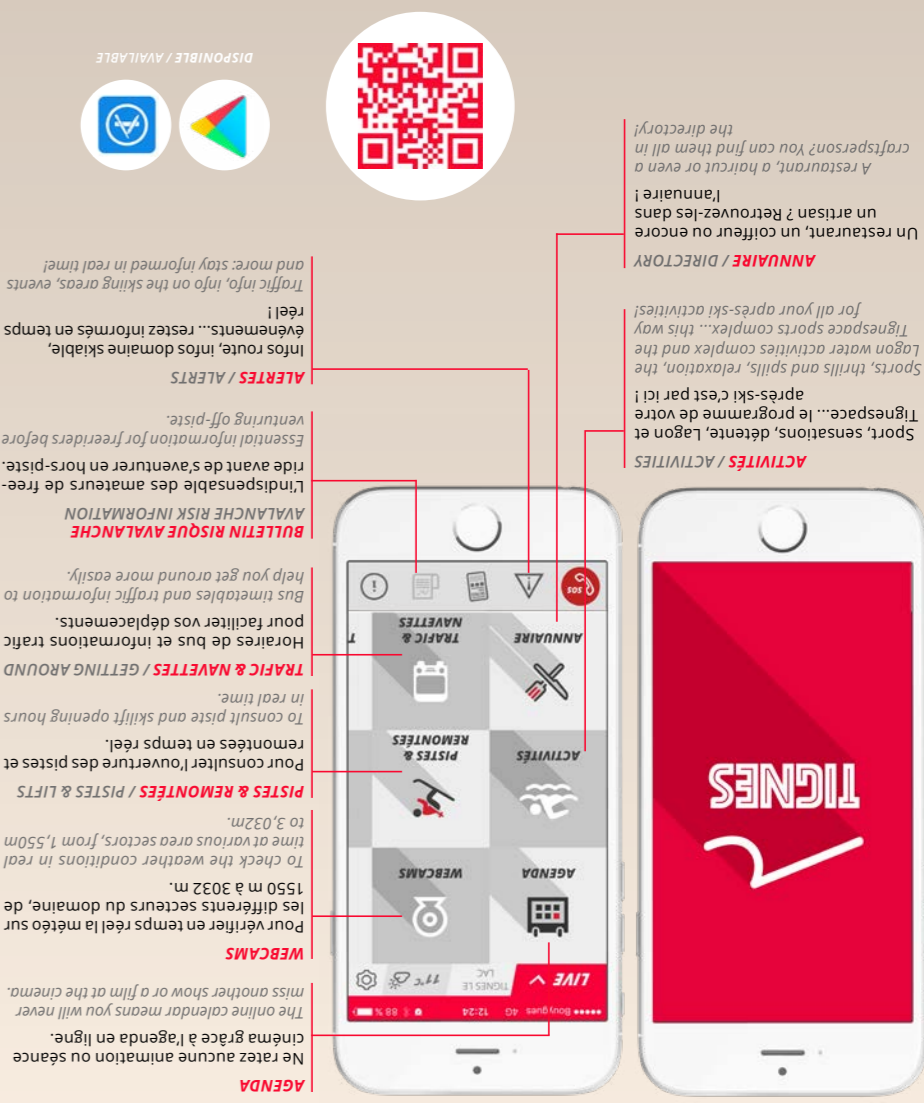 TIGNES
Bouygues 4G 12:24 88 %
LIVE
TIGNES LE
LAC
11°C
AGENDA
WEBCAMS
ACTIVITÉS
PISTES &
REMONTÉES
ANNUAIRE
TRAFIC &
NAVETTES
T
SOS
AGENDA
Ne ratez aucune animation ou séance
cinéma grâce à l'agenda en ligne.
The online calendar means you will never
miss another show or a film at the cinema.
WEBCAMS
Pour vérifier en temps réel la météo sur
les différents secteurs du domaine, de
1550 m à 3032 m.
To check the weather conditions in real
time at various area sectors, from 1,550m
to 3,032m.
PISTES & REMONTÉES / PISTES & LIFTS
Pour consulter l'ouverture des pistes et
remontées en temps réel.
To consult piste and skilift opening hours
in real time.
TRAFIC & NAVETTES / GETTING AROUND
Horaires de bus et informations trafic
pour faciliter vos déplacements.
Bus timetables and traffic information to
help you get around more easily.
BULLETIN RISQUE AVALANCHE
AVALANCHE RISK INFORMATION
L'indispensable des amateurs de free-
ride avant de s'aventurer en hors-piste.
Essential information for freeriders before
venturing off-piste.
ALERTES / ALERTS
Infos route, infos domaine skiable,
événements... restez informés en temps
réel !
Traffic info, info on the skiing areas, events
and more: stay informed in real time!
ACTIVITÉS / ACTIVITIES
Sport, sensations, détente, Lagon et
Tignespace... le programme de votre
après-ski c'est par ici !
Sports, thrills and spills, relaxation, the
Lagon water activities complex and the
Tignespace sports complex... this way
for all your après-ski activities!
ANNUAIRE / DIRECTORY
Un restaurant, un coiffeur ou encore
un artisan ? Retrouvez-les dans
l'annuaire !
A restaurant, a haircut or even a
craftsperson? You can find them all in
the directory!
DISPONIBLE / AVAILABLE